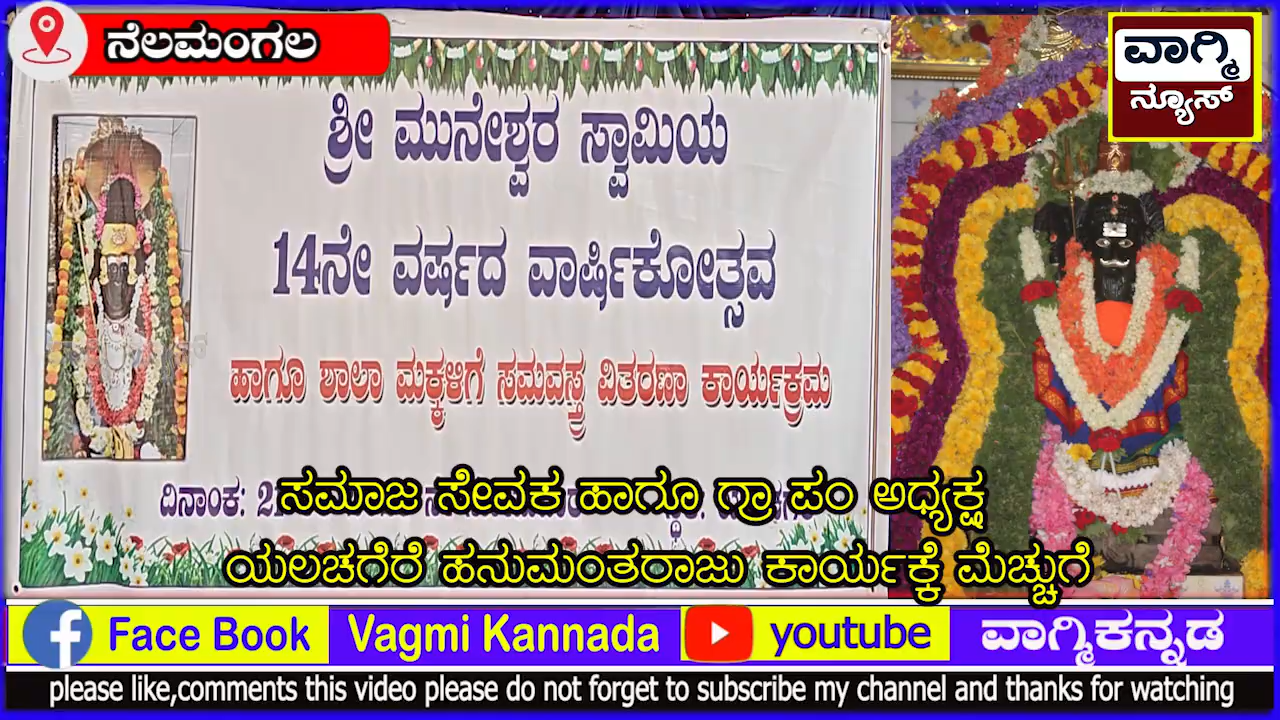 ನೆಲಮಂಗಲ
ವಾಗ್ಮಿ
ನ್ಯೂಸ್
ಶ್ರೀ ಮುನೇಶ್ವರ ಸ್ವಾಮಿಯ
14ನೇ ವರ್ಷದ ವಾರ್ಷಿಕೋತ್ಸವ
ಹಾಗೂ ಶಾಲಾ ಮಕ್ಕಳಿಗೆ ಸಮವಸ್ತ್ರ ವಿತರಣಾ ಕಾರ್ಯಕ್ರಮ
ದಿನಾಂಕ:
ಸಮಾಜ ಸೇವಕ ಹಾಗೂ ಗ್ರಾ ಪಂ ಅಧ್ಯಕ್ಷ
ಯಲಚಗೆರೆ ಹನುಮಂತರಾಜು ಕಾರ್ಯಕ್ಕೆ ಮೆಚ್ಚುಗೆ
Face Book Vagmi Kannada youtube ವಾಗ್ಮಿಕನ್ನಡ
please like,comments this video please do not forget to subscribe my channel and thanks for watching